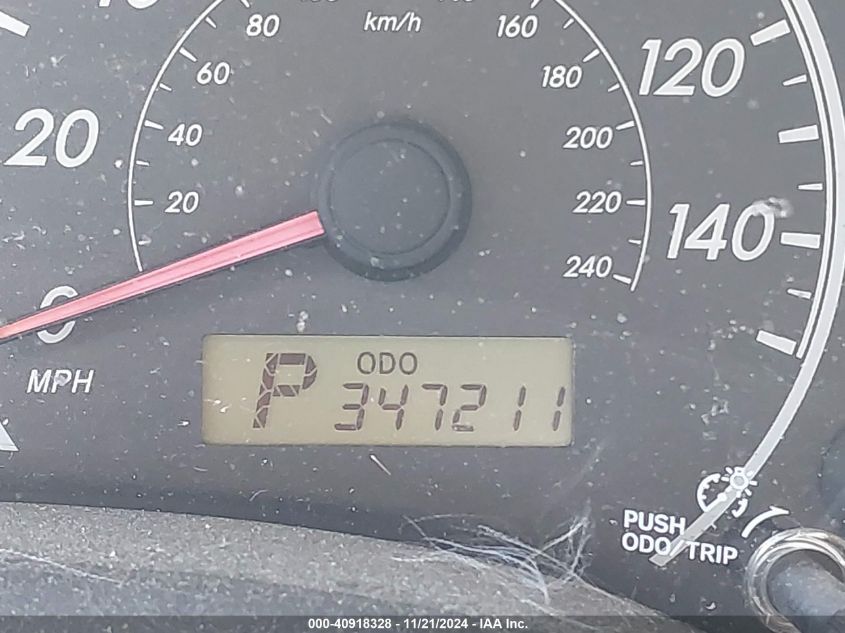 80 km/h 160
60 180 120
20 40 200
20 220 140
240
0
MPH
ODO
P 347211
PUSH
ODO/TRIP
000-40918328 - 11/21/2024 - IAA Inc.